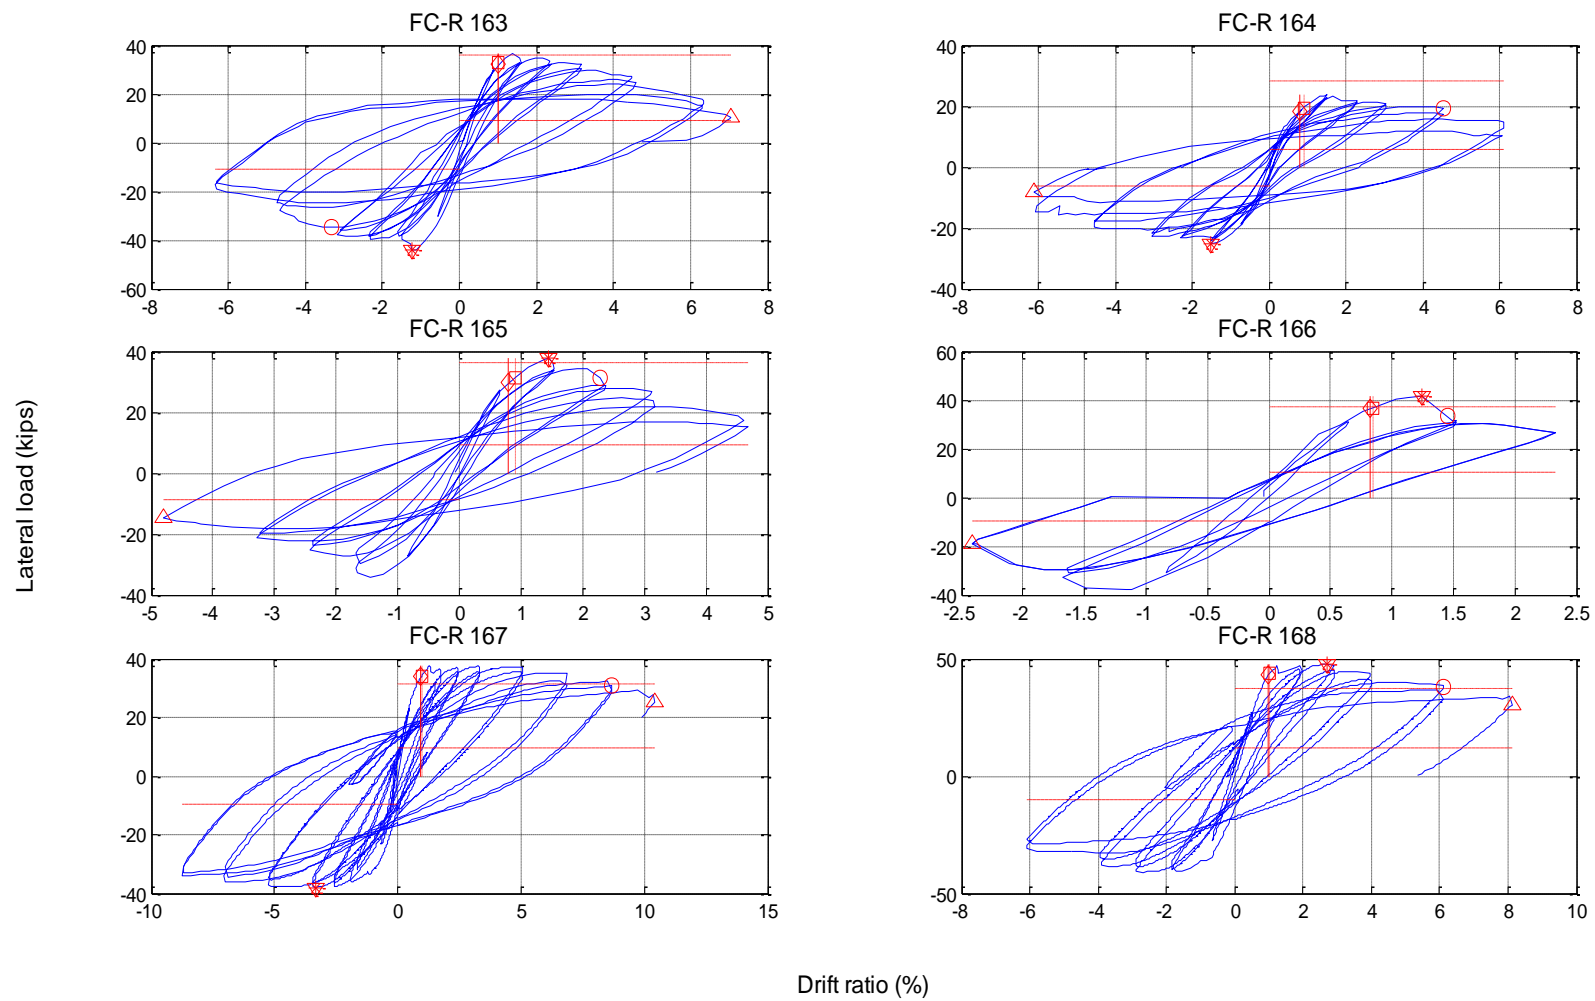 FC-R 163
40
20
0
-20
-40
-60
-8 -6 -4 -2 0 2 4 6 8
FC-R 164
40
20
0
-20
-40
-8 -6 -4 -2 0 2 4 6 8
FC-R 165
40
20
0
-20
-40
-5 -4 -3 -2 -1 0 1 2 3 4 5
FC-R 166
60
40
20
0
-20
-40
-2.5 -2 -1.5 -1 -0.5 0 0.5 1 1.5 2 2.5
FC-R 167
40
20
0
-20
-40
-10 -5 0 5 10 15
FC-R 168
50
0
-50
-8 -6 -4 -2 0 2 4 6 8 10
Lateral load (kips)
Drift ratio (%)